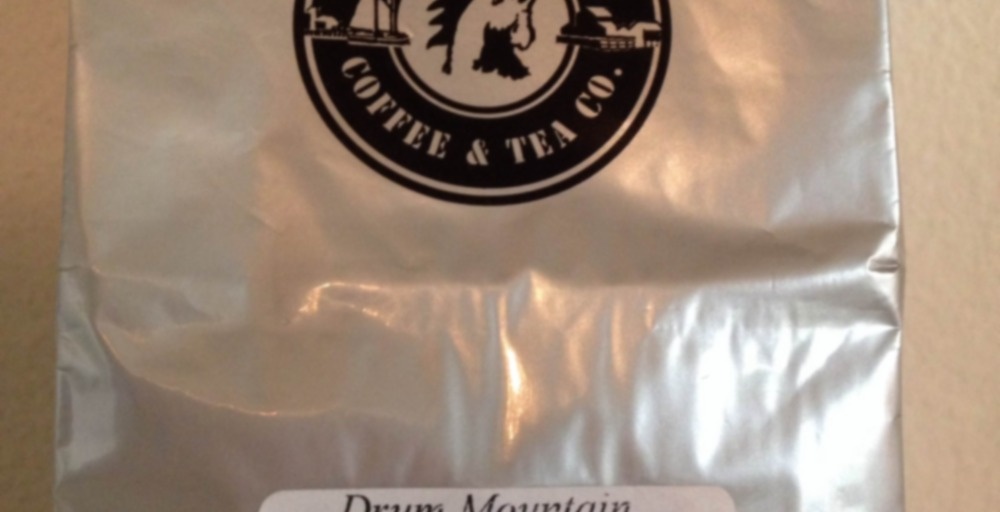 COFFEE & TEA CO.
Drum Mountain